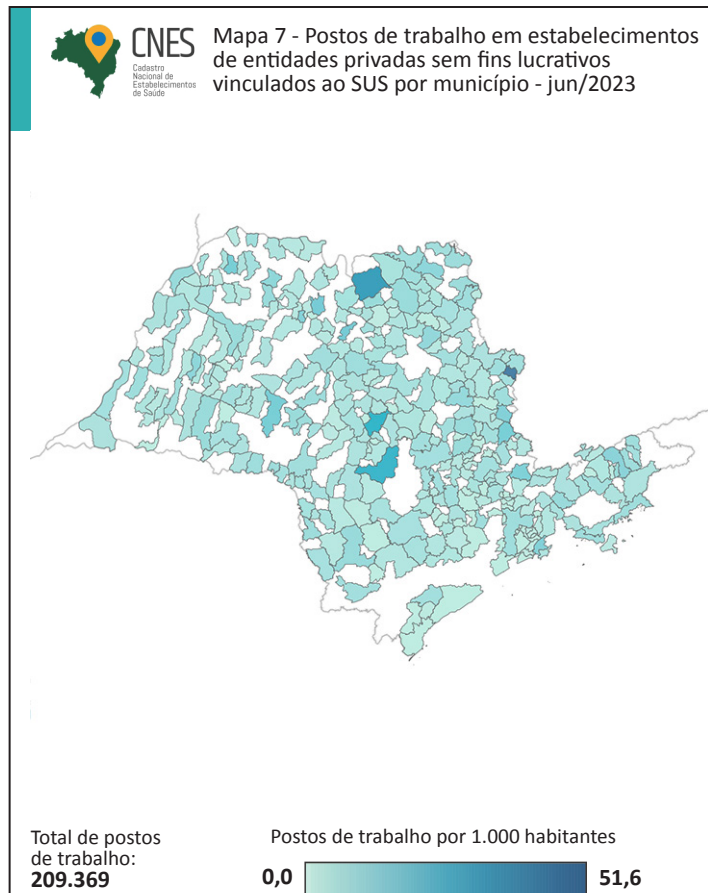 CNES
Cadastro
Nacional de
Estabelecimentos
de Saúde
Mapa 7 - Postos de trabalho em estabelecimentos
de entidades privadas sem fins lucrativos
vinculados ao SUS por município - jun/2023
Total de postos
de trabalho:
209.369
Postos de trabalho por 1.000 habitantes
0,0
51,6